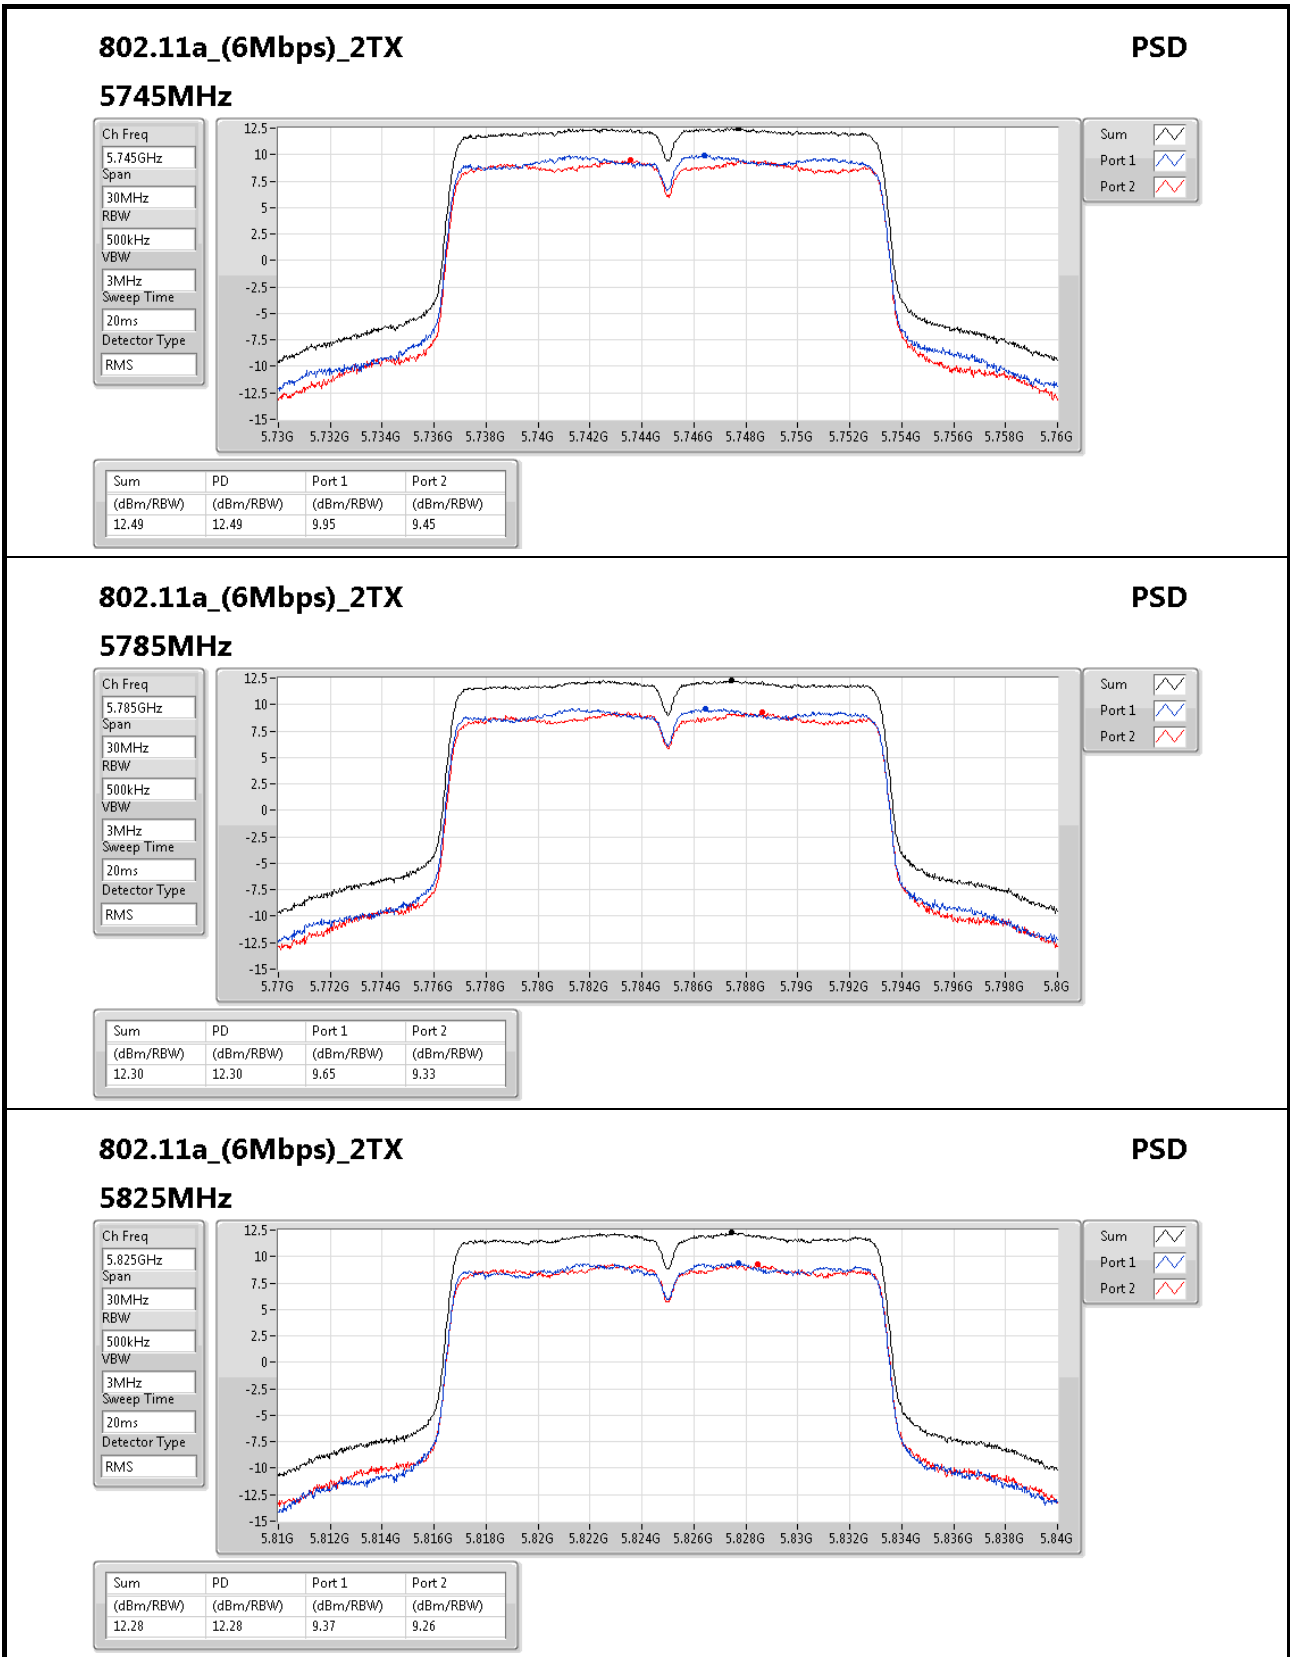 802.11a_(6Mbps)_2TX PSD
5745MHz
Ch Freq
5.745GHz
Span
30MHz
RBW
500kHz
VBW
3MHz
Sweep Time
20ms
Detector Type
RMS
12.5
10
7.5
5
2.5
0
-2.5
-5
-7.5
-10
-12.5
-15
5.73G 5.732G 5.734G 5.736G 5.738G 5.74G 5.742G 5.744G 5.746G 5.748G 5.75G 5.752G 5.754G 5.756G 5.758G 5.76G
Sum
Port 1
Port 2
Sum PD Port 1 Port 2
(dBm/RBW) (dBm/RBW) (dBm/RBW) (dBm/RBW)
12.49 12.49 9.95 9.45
802.11a_(6Mbps)_2TX PSD
5785MHz
Ch Freq
5.785GHz
Span
30MHz
RBW
500kHz
VBW
3MHz
Sweep Time
20ms
Detector Type
RMS
12.5
10
7.5
5
2.5
0
-2.5
-5
-7.5
-10
-12.5
-15
5.77G 5.772G 5.774G 5.776G 5.778G 5.78G 5.782G 5.784G 5.786G 5.788G 5.79G 5.792G 5.794G 5.796G 5.798G 5.8G
Sum
Port 1
Port 2
Sum PD Port 1 Port 2
(dBm/RBW) (dBm/RBW) (dBm/RBW) (dBm/RBW)
12.30 12.30 9.65 9.33
802.11a_(6Mbps)_2TX PSD
5825MHz
Ch Freq
5.825GHz
Span
30MHz
RBW
500kHz
VBW
3MHz
Sweep Time
20ms
Detector Type
RMS
12.5
10
7.5
5
2.5
0
-2.5
-5
-7.5
-10
-12.5
-15
5.81G 5.812G 5.814G 5.816G 5.818G 5.82G 5.822G 5.824G 5.826G 5.828G 5.83G 5.832G 5.834G 5.836G 5.838G 5.84G
Sum
Port 1
Port 2
Sum PD Port 1 Port 2
(dBm/RBW) (dBm/RBW) (dBm/RBW) (dBm/RBW)
12.28 12.28 9.37 9.26